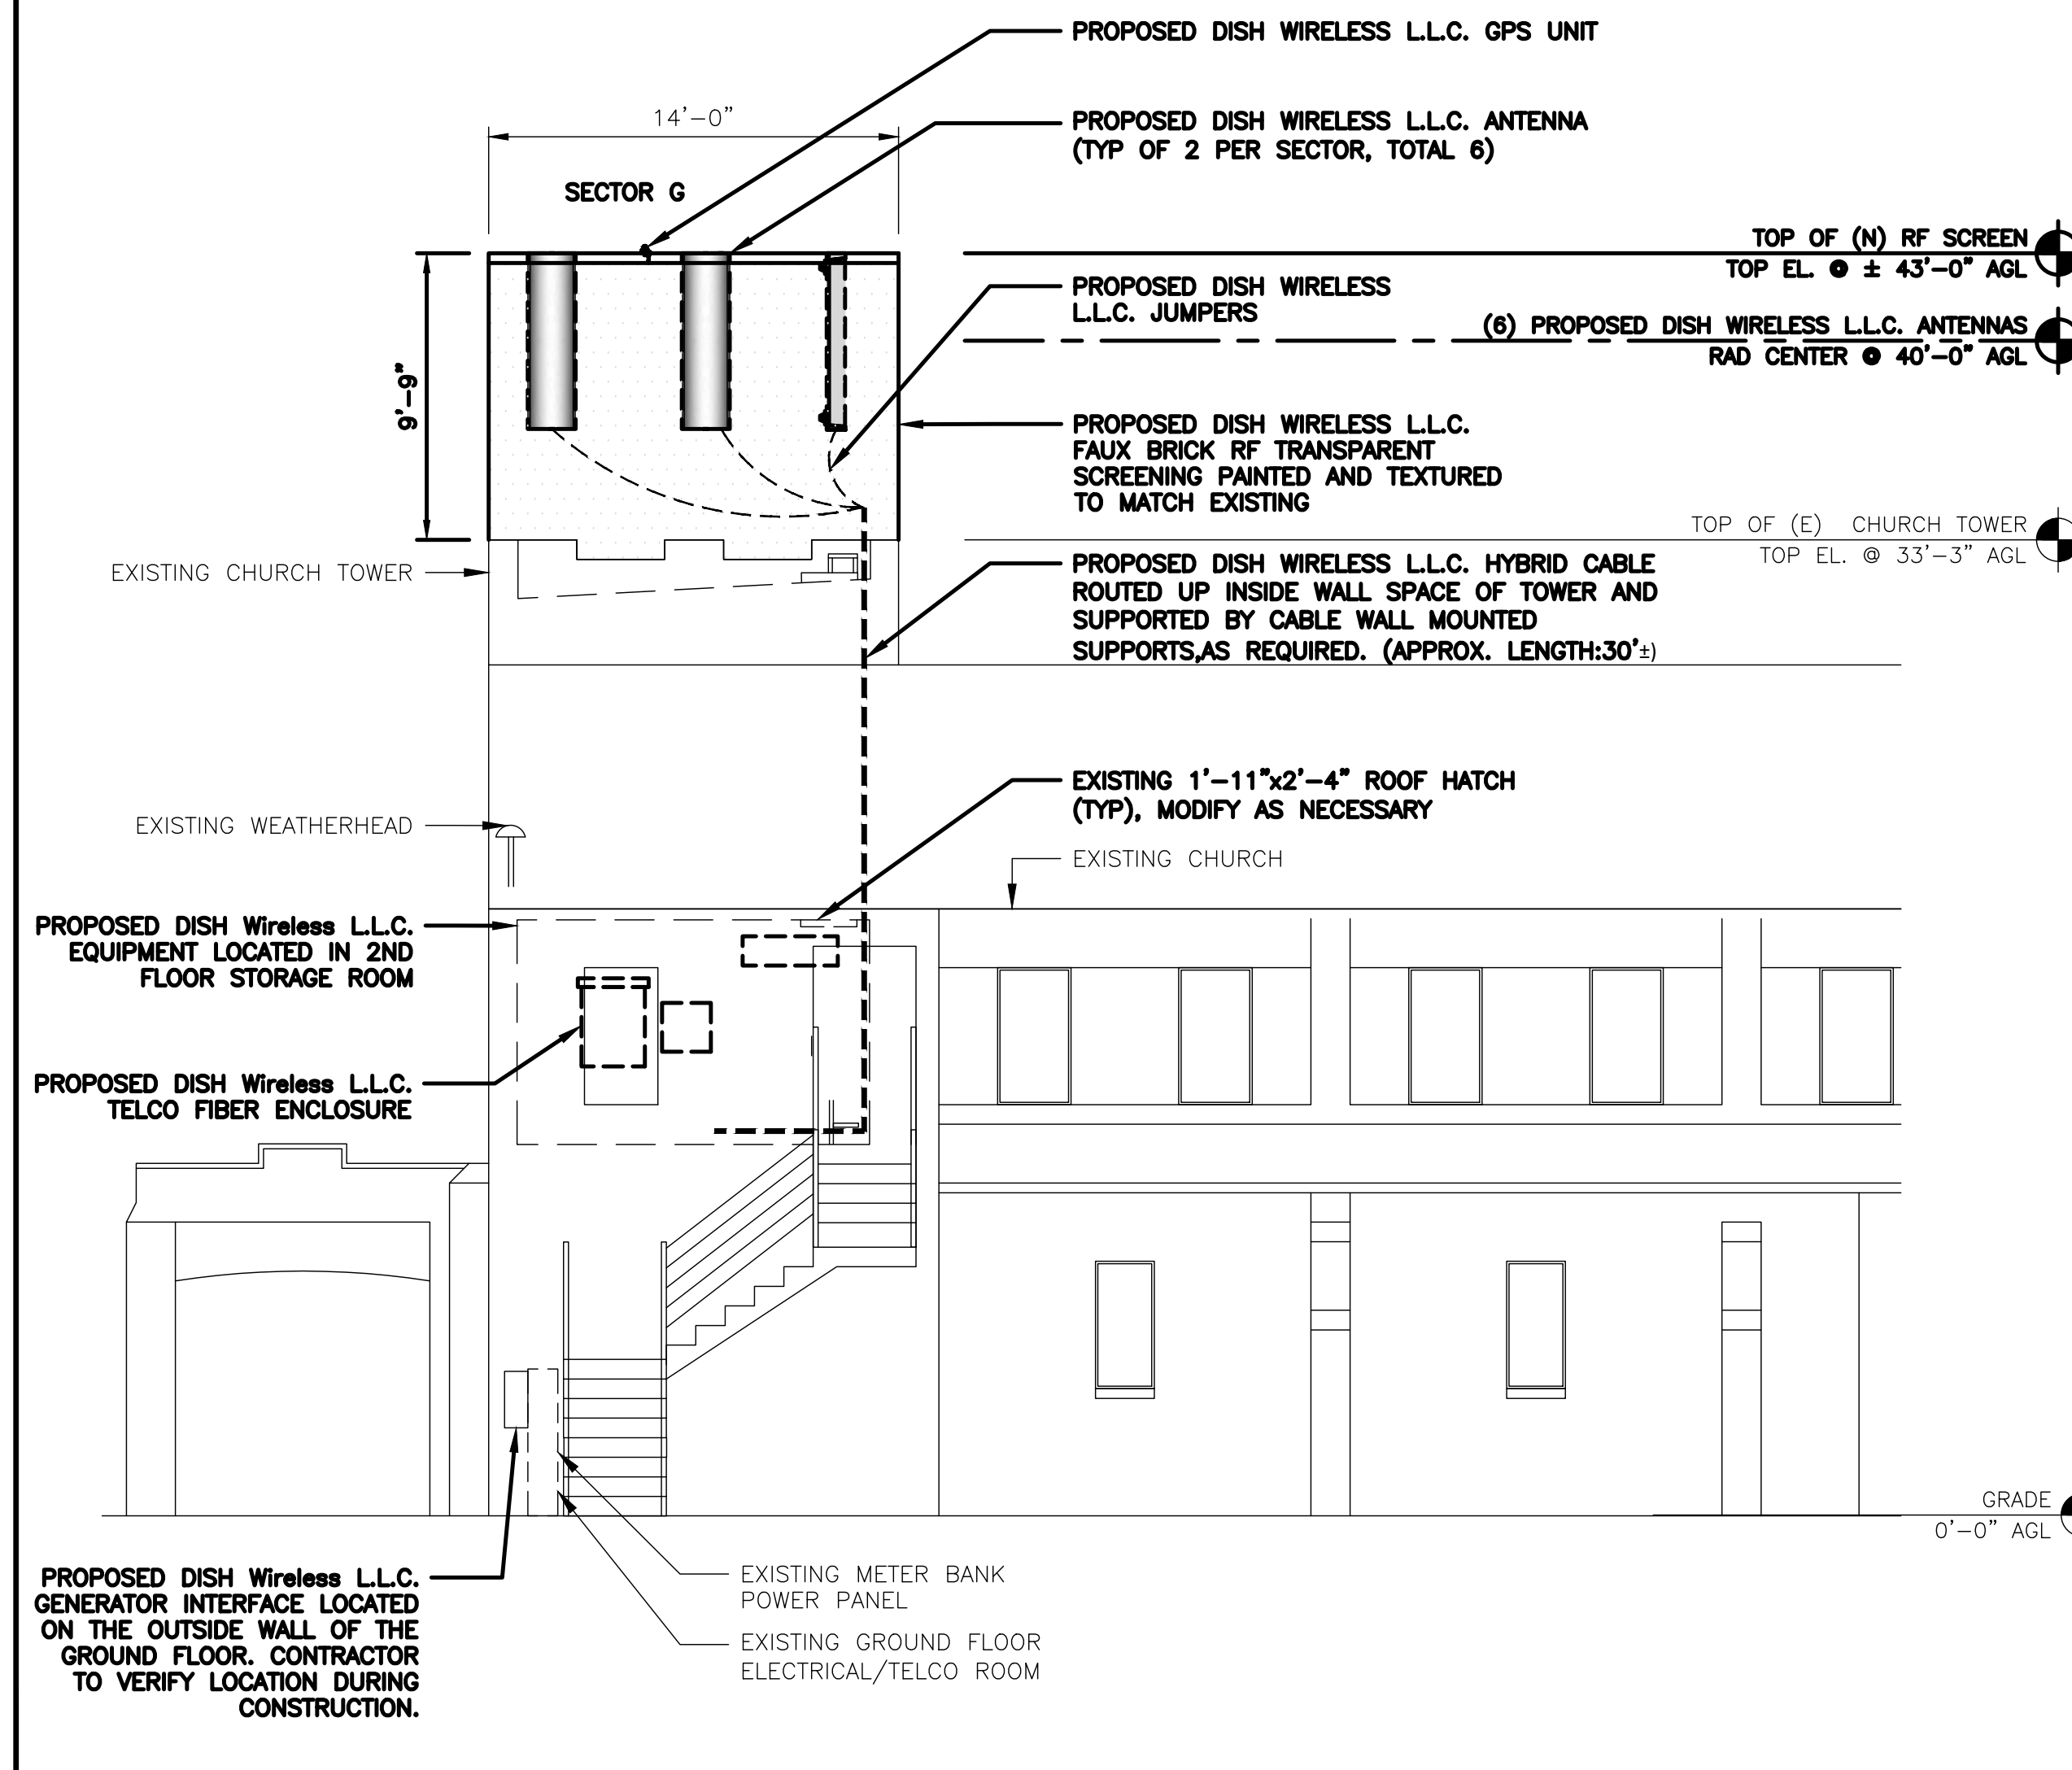 PROPOSED DISH WIRELESS L.L.C. GPS UNIT
14'-0"
PROPOSED DISH WIRELESS L.L.C. ANTENNA
(TYP OF 2 PER SECTOR, TOTAL 6)
SECTOR G
TOP OF (N) RF SCREEN
TOP EL. @ ± 43'-0" AGL
PROPOSED DISH WIRELESS
L.L.C. JUMPERS
(6) PROPOSED DISH WIRELESS L.L.C. ANTENNAS
RAD CENTER @ 40'-0" AGL
9'-9"
PROPOSED DISH WIRELESS L.L.C.
FAUX BRICK RF TRANSPARENT
SCREENING PAINTED AND TEXTURED
TO MATCH EXISTING
TOP OF (E) CHURCH TOWER
TOP EL. @ 33'-3" AGL
EXISTING CHURCH TOWER
PROPOSED DISH WIRELESS L.L.C. HYBRID CABLE
ROUTED UP INSIDE WALL SPACE OF TOWER AND
SUPPORTED BY CABLE WALL MOUNTED
SUPPORTS,AS REQUIRED. (APPROX. LENGTH:30'±)
EXISTING 1'-11"x2'-4" ROOF HATCH
(TYP), MODIFY AS NECESSARY
EXISTING WEATHERHEAD
EXISTING CHURCH
PROPOSED DISH Wireless L.L.C.
EQUIPMENT LOCATED IN 2ND
FLOOR STORAGE ROOM
PROPOSED DISH Wireless L.L.C.
TELCO FIBER ENCLOSURE
GRADE
0'-0" AGL
PROPOSED DISH Wireless L.L.C.
GENERATOR INTERFACE LOCATED
ON THE OUTSIDE WALL OF THE
GROUND FLOOR. CONTRACTOR
TO VERIFY LOCATION DURING
CONSTRUCTION.
EXISTING METER BANK
POWER PANEL
EXISTING GROUND FLOOR
ELECTRICAL/TELCO ROOM